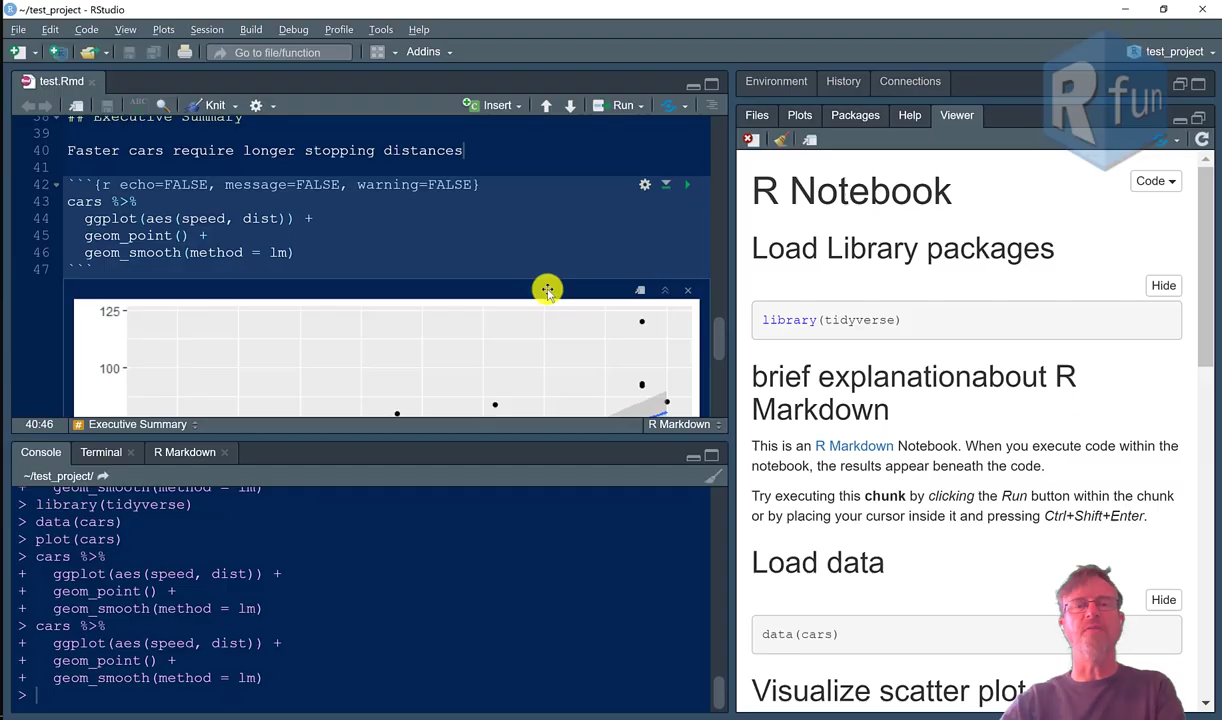 ~/test_project - RStudio
File Edit Code View Plots Session Build Debug Profile Tools Help
Go to file/function
Addins
test_project
test.Rmd
ABC
Knit
Insert
Run
38 ## Executive Summary
39
40 Faster cars require longer stopping distances
41
42 ```{r echo=FALSE, message=FALSE, warning=FALSE}
43 cars %>%
44 ggplot(aes(speed, dist)) +
45 geom_point() +
46 geom_smooth(method = lm)
47 ```
125
100
40:46
# Executive Summary
R Markdown
Console Terminal R Markdown
~/test_project/
+ geom_smooth(method = lm)
> library(tidyverse)
> data(cars)
> plot(cars)
> cars %>%
+ ggplot(aes(speed, dist)) +
+ geom_point() +
+ geom_smooth(method = lm)
> cars %>%
+ ggplot(aes(speed, dist)) +
+ geom_point() +
+ geom_smooth(method = lm)
>
Environment History Connections
R fun
Files Plots Packages Help Viewer
R Notebook
Code
Load Library packages
Hide
library(tidyverse)
brief explanationabout R
Markdown
This is an R Markdown Notebook. When you execute code within the
notebook, the results appear beneath the code.
Try executing this chunk by clicking the Run button within the chunk
or by placing your cursor inside it and pressing Ctrl+Shift+Enter.
Load data
Hide
data(cars)
Visualize scatter plot